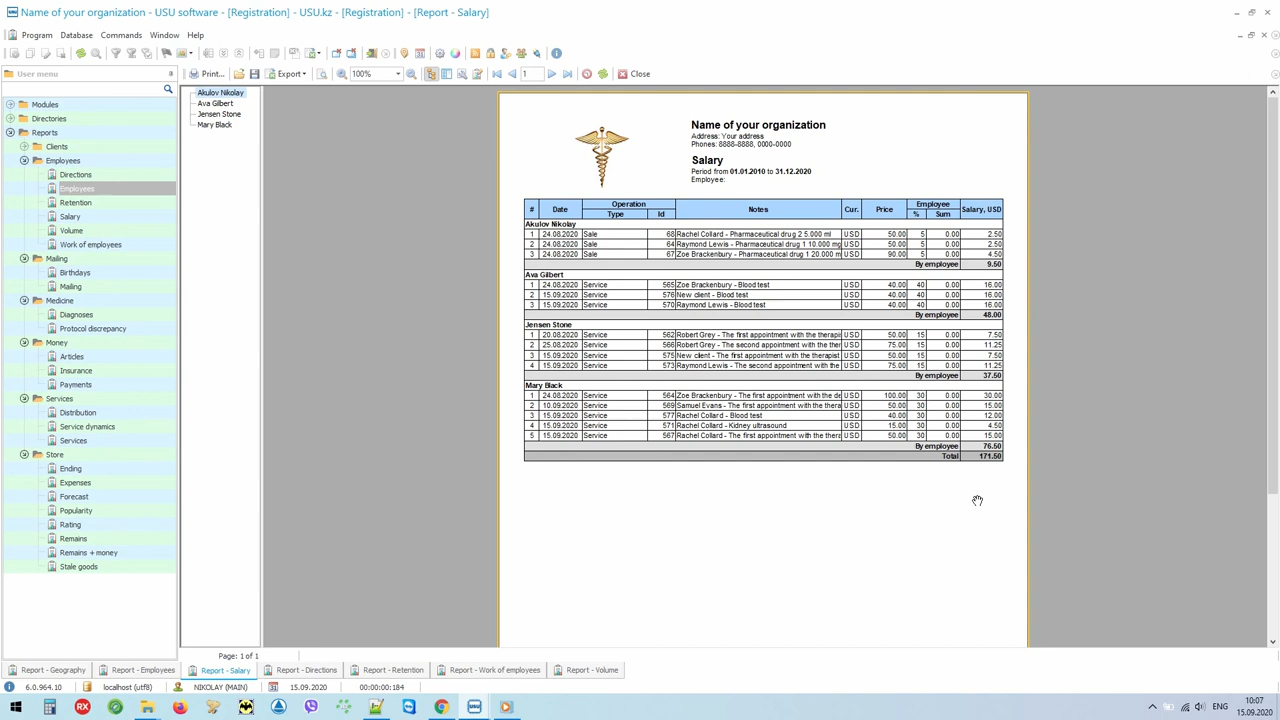 Name of your organization - USU software - [Registration] - USU.kz - [Registration] - [Report - Salary]
Program Database Commands Window Help
User menu Print... Export 100% 1 Close
Modules
Directories
Reports
Clients
Employees
Directions
Employees
Retention
Salary
Volume
Work of employees
Mailing
Birthdays
Mailing
Medicine
Diagnoses
Protocol discrepancy
Money
Articles
Insurance
Payments
Services
Distribution
Service dynamics
Services
Store
Ending
Expenses
Forecast
Popularity
Rating
Remains
Remains + money
Stale goods
Akulov Nikolay
Ava Gilbert
Jensen Stone
Mary Black
Name of your organization
Address: Your address
Phones: 8888-8888, 0000-0000
Salary
Period from 01.01.2010 to 31.12.2020
Employee:
# Date Operation Notes Cur. Price Employee Salary, USD
Type Id % Sum
Akulov Nikolay
1 24.08.2020 Sale 68 Rachel Collard - Pharmaceutical drug 2 5.000 ml USD 50.00 5 0.00 2.50
2 24.08.2020 Sale 64 Raymond Lewis - Pharmaceutical drug 1 10.000 mg USD 50.00 5 0.00 2.50
3 24.08.2020 Sale 67 Zoe Brackenbury - Pharmaceutical drug 1 20.000 m USD 90.00 5 0.00 4.50
By employee 9.50
Ava Gilbert
1 24.08.2020 Service 565 Zoe Brackenbury - Blood test USD 40.00 40 0.00 16.00
2 15.09.2020 Service 576 New client - Blood test USD 40.00 40 0.00 16.00
3 15.09.2020 Service 570 Raymond Lewis - Blood test USD 40.00 40 0.00 16.00
By employee 48.00
Jensen Stone
1 20.08.2020 Service 562 Robert Grey - The first appointment with the therapi USD 50.00 15 0.00 7.50
2 25.08.2020 Service 566 Robert Grey - The second appointment with the ther USD 75.00 15 0.00 11.25
3 15.09.2020 Service 575 New client - The first appointment with the therapist USD 50.00 15 0.00 7.50
4 15.09.2020 Service 573 Raymond Lewis - The second appointment with the USD 75.00 15 0.00 11.25
By employee 37.50
Mary Black
1 24.08.2020 Service 564 Zoe Brackenbury - The first appointment with the de USD 100.00 30 0.00 30.00
2 10.09.2020 Service 569 Samuel Evans - The first appointment with the thera USD 50.00 30 0.00 15.00
3 15.09.2020 Service 577 Rachel Collard - Blood test USD 40.00 30 0.00 12.00
4 15.09.2020 Service 571 Rachel Collard - Kidney ultrasound USD 15.00 30 0.00 4.50
5 15.09.2020 Service 567 Rachel Collard - The first appointment with the thera USD 50.00 30 0.00 15.00
By employee 76.50
Total 171.50
Page: 1 of 1
Report - Geography Report - Employees Report - Salary Report - Directions Report - Retention Report - Work of employees Report - Volume
6.0.964.10 localhost (utf8) NIKOLAY (MAIN) 15.09.2020 00:00:00:184
ENG 10:07
15.09.2020